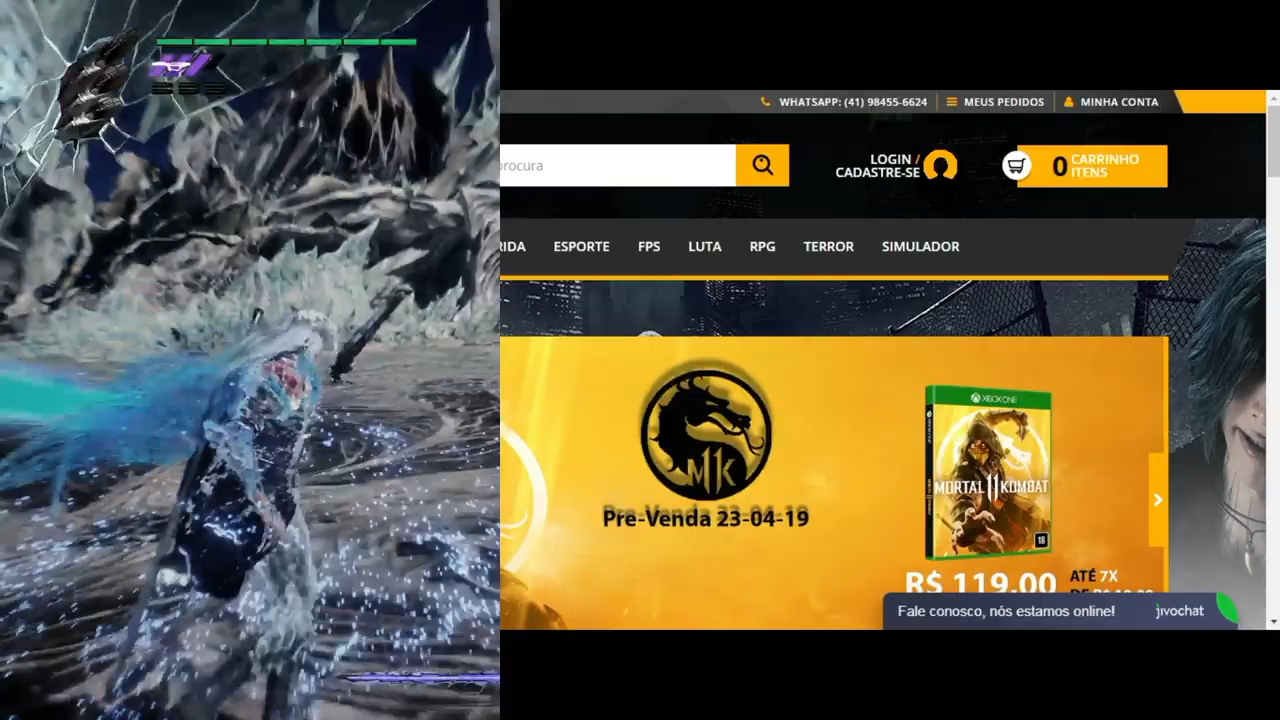 WHATSAPP: (41) 98455-6624
MEUS PEDIDOS
MINHA CONTA
procura
LOGIN /
CADASTRE-SE
0
CARRINHO
ITENS
RIDA
ESPORTE
FPS
LUTA
RPG
TERROR
SIMULADOR
MK
Pre-Venda 23-04-19
XBOX ONE
MORTAL 11 KOMBAT
18
R$ 119,00
ATÉ 7X
Fale conosco, nós estamos online!
jivochat